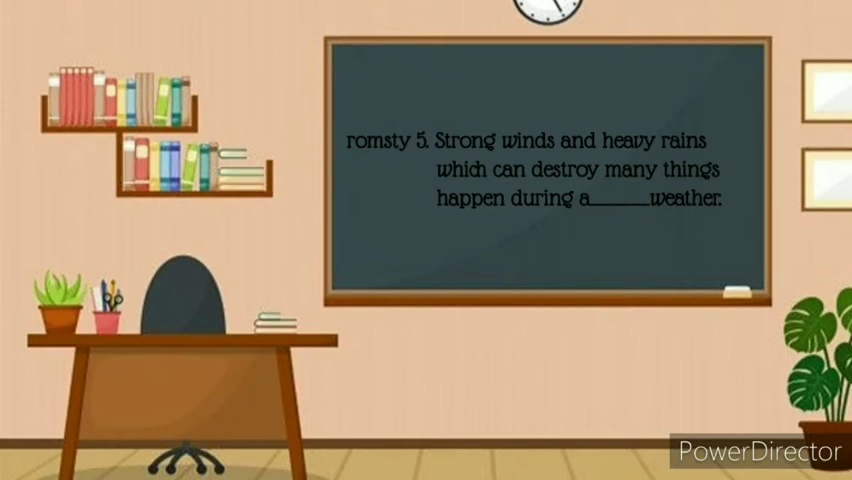 romsty 5. Strong winds and heavy rains
which can destroy many things
happen during a______weather.
PowerDirector